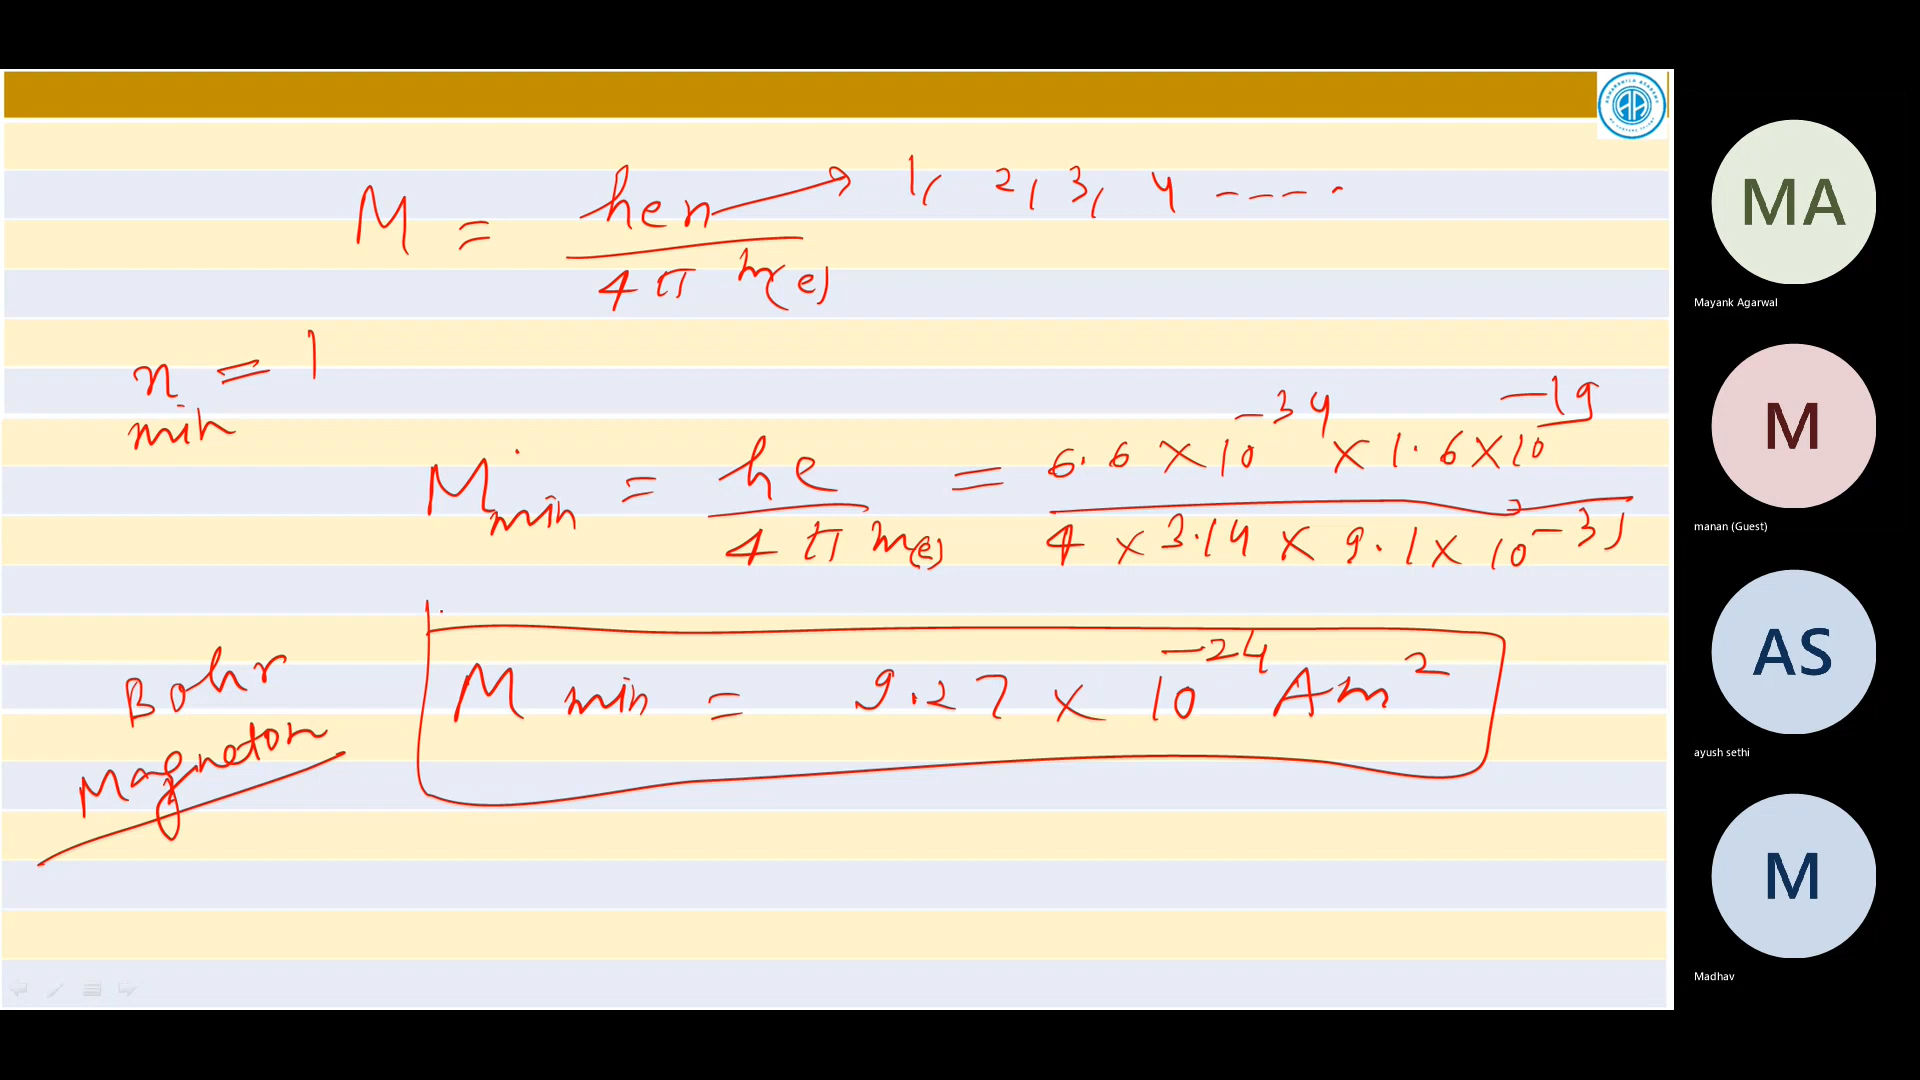 M = hen/4π m(e) → 1, 2, 3, 4 -----
n min = 1
M min = he/4π m(e) = 6.6 × 10^-34 × 1.6 × 10^-19 / 4 × 3.14 × 9.1 × 10^-31
M min = 9.27 × 10^-24 Am^2
Bohr
Magneton
MA
Mayank Agarwal
M
manan (Guest)
AS
ayush sethi
M
Madhav